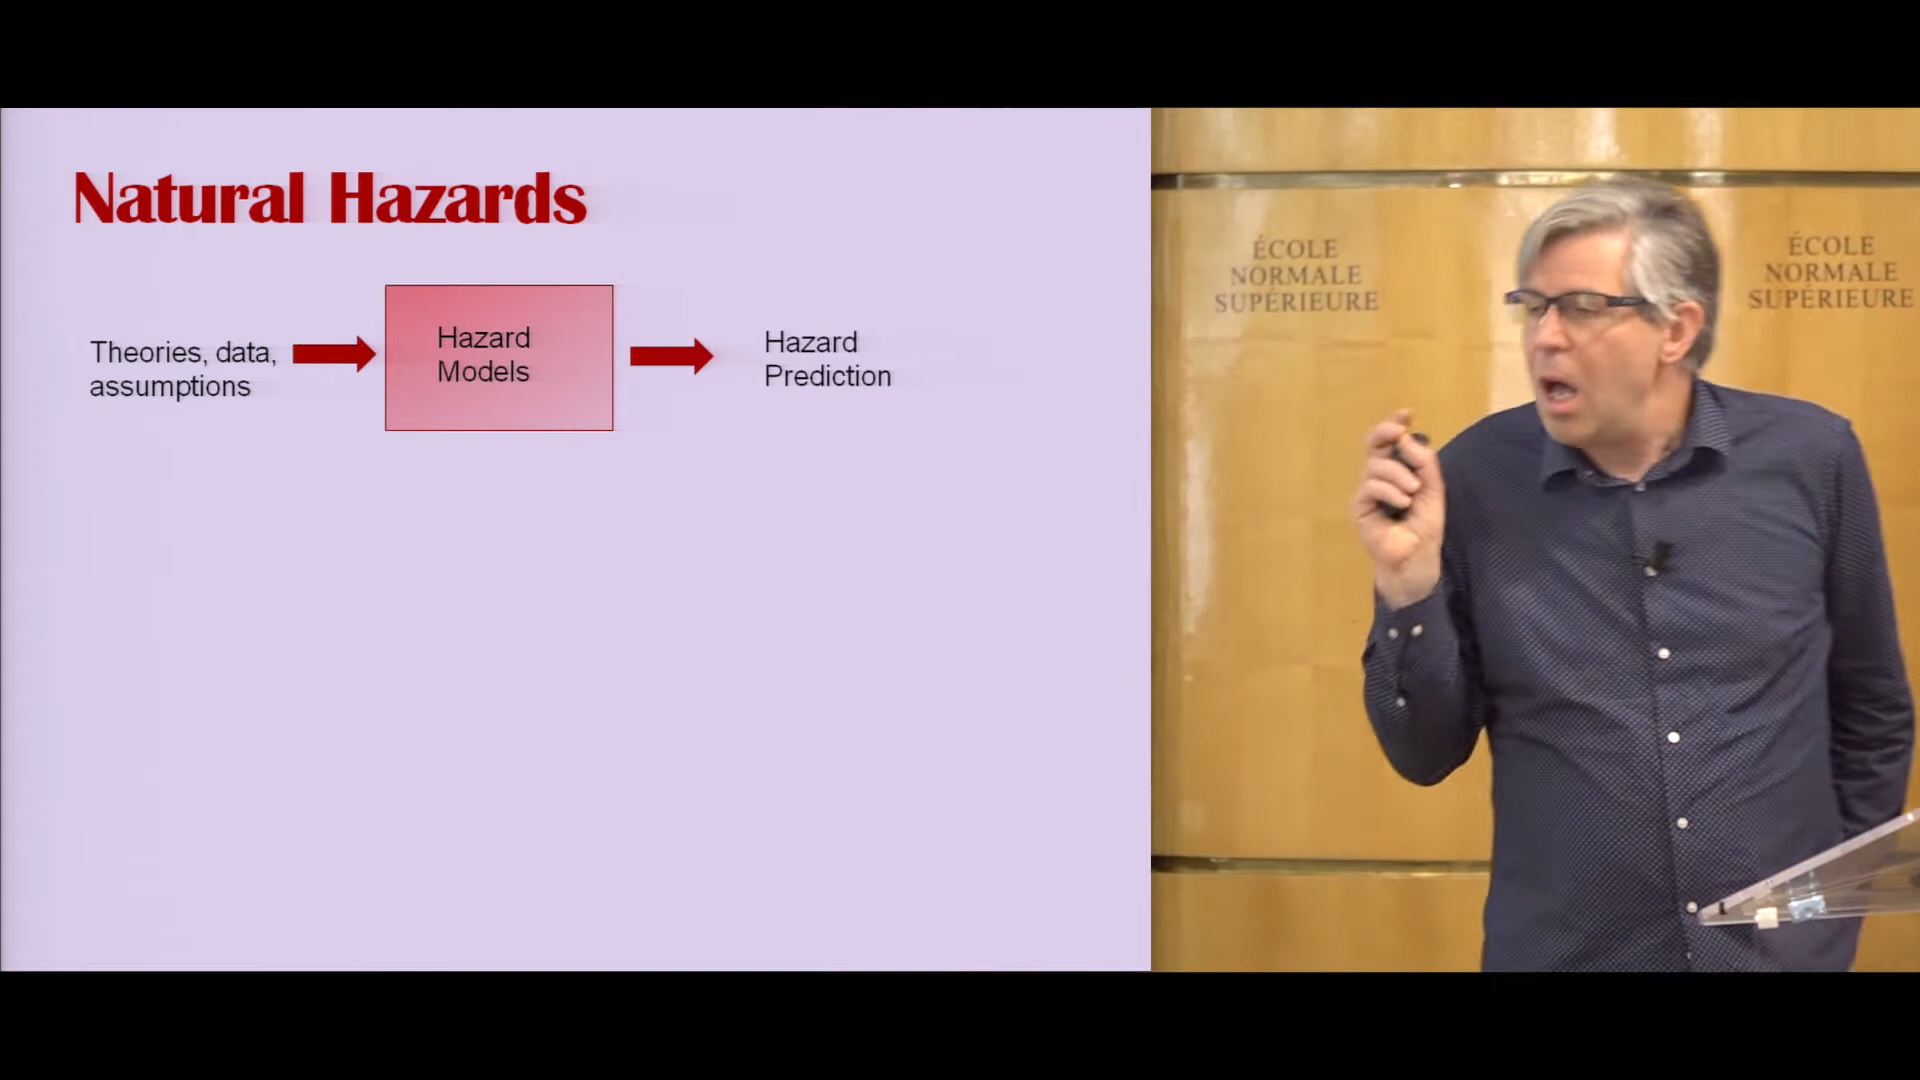 Natural Hazards
Theories, data,
assumptions
Hazard
Models
Hazard
Prediction
ÉCOLE
NORMALE
SUPÉRIEURE
ÉCOLE
NORMALE
SUPÉRIEURE